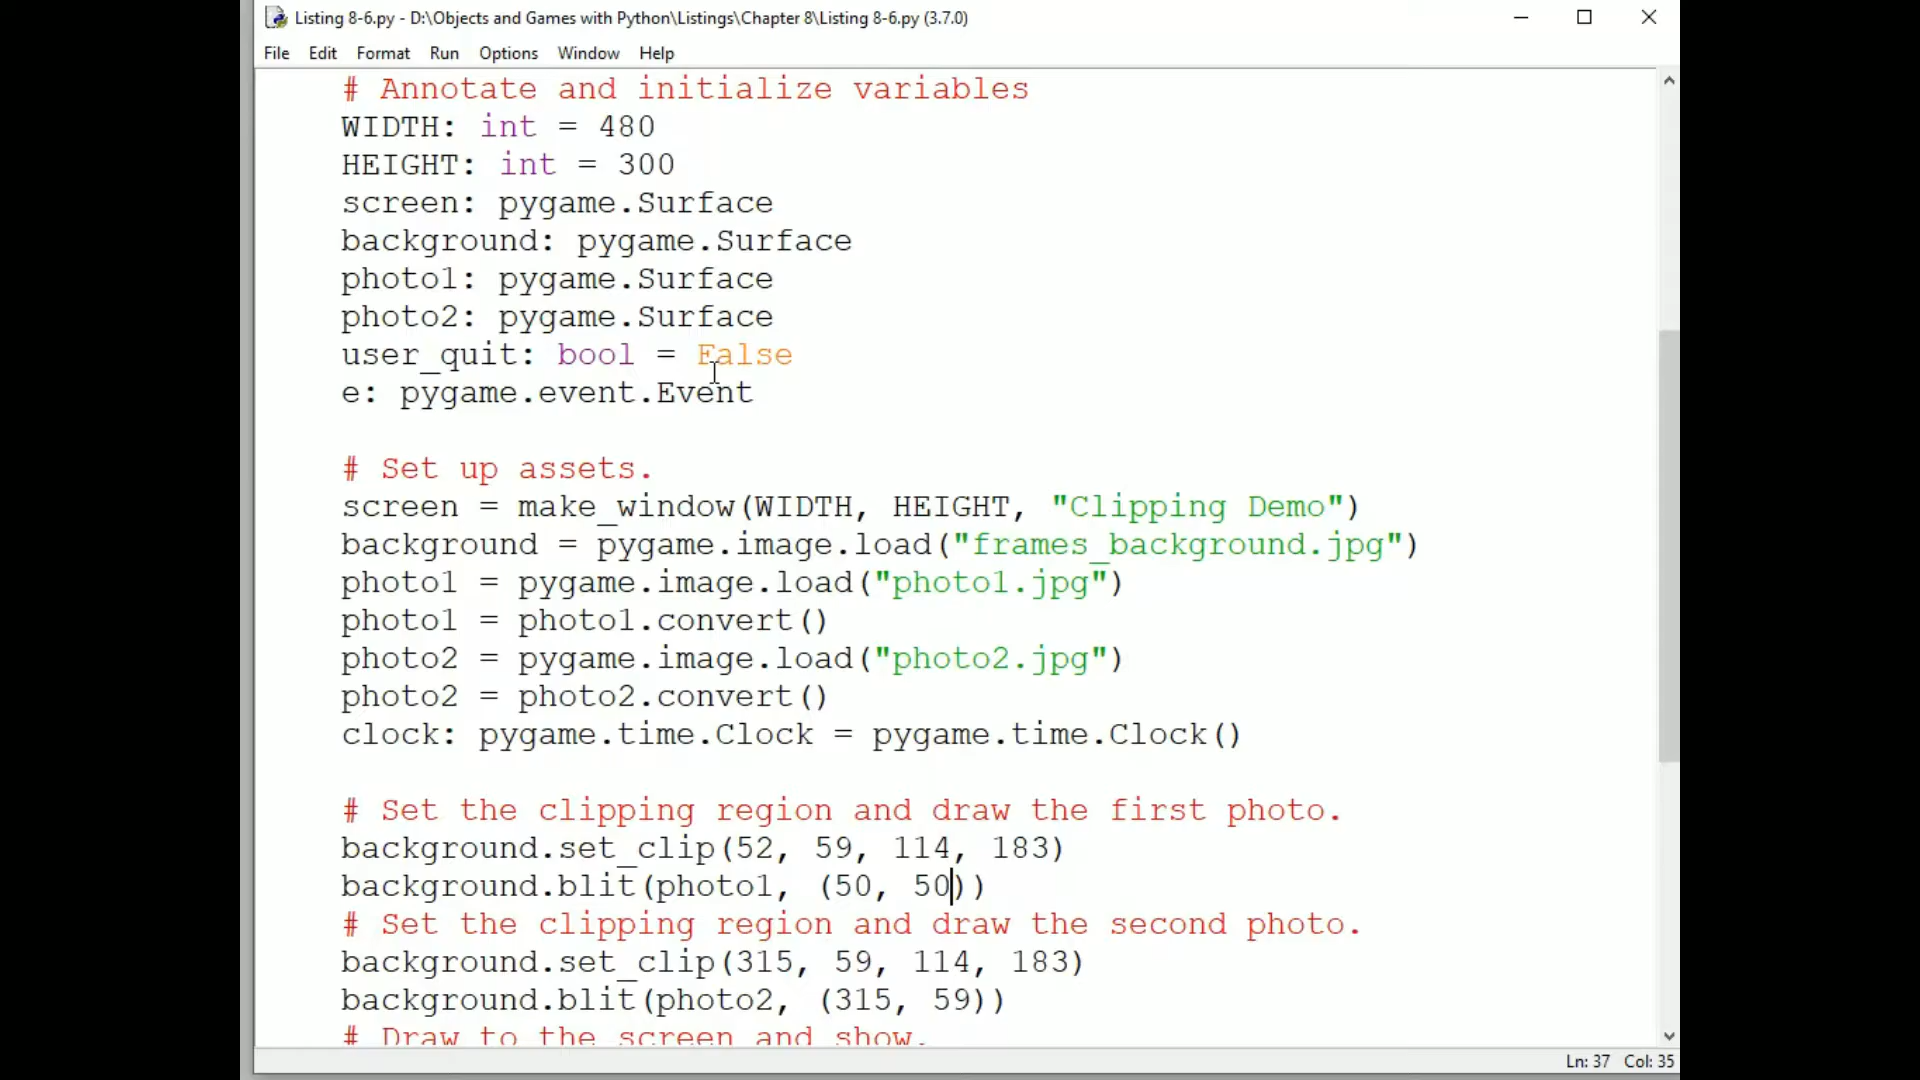 Listing 8-6.py - D:\Objects and Games with Python\Listings\Chapter 8\Listing 8-6.py (3.7.0)
File Edit Format Run Options Window Help
# Annotate and initialize variables
WIDTH: int = 480
HEIGHT: int = 300
screen: pygame.Surface
background: pygame.Surface
photo1: pygame.Surface
photo2: pygame.Surface
user_quit: bool = False
e: pygame.event.Event
# Set up assets.
screen = make_window(WIDTH, HEIGHT, "Clipping Demo")
background = pygame.image.load("frames_background.jpg")
photo1 = pygame.image.load("photo1.jpg")
photo1 = photo1.convert()
photo2 = pygame.image.load("photo2.jpg")
photo2 = photo2.convert()
clock: pygame.time.Clock = pygame.time.Clock()
# Set the clipping region and draw the first photo.
background.set_clip(52, 59, 114, 183)
background.blit(photo1, (50, 50))
# Set the clipping region and draw the second photo.
background.set_clip(315, 59, 114, 183)
background.blit(photo2, (315, 59))
# Draw to the screen and show.
Ln: 37 Col: 35